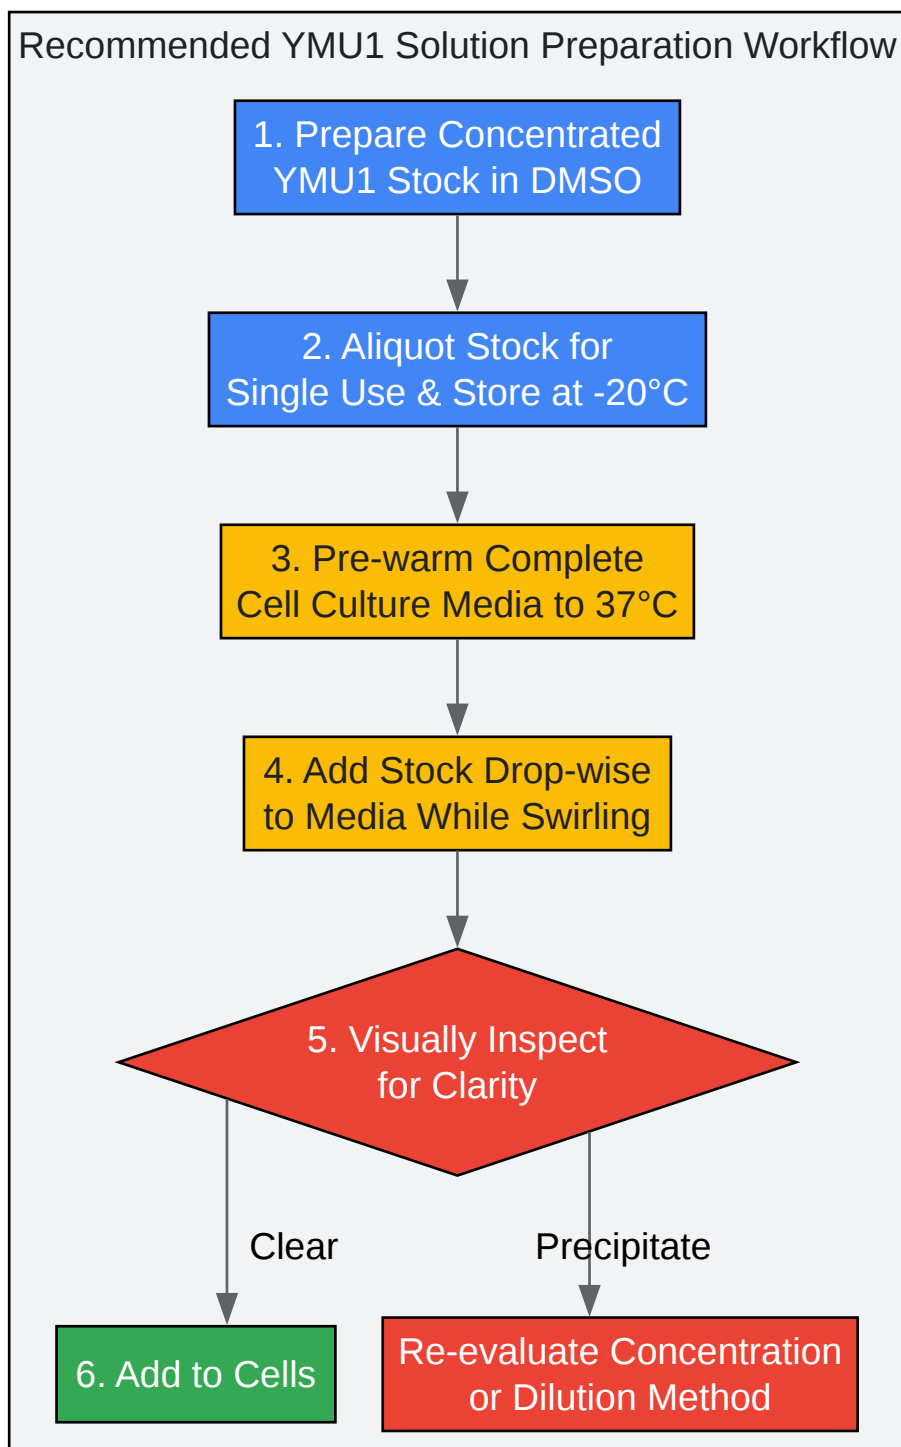 Recommended YMU1 Solution Preparation Workflow
1. Prepare Concentrated
YMU1 Stock in DMSO
2. Aliquot Stock for
Single Use & Store at -20°C
3. Pre-warm Complete
Cell Culture Media to 37°C
4. Add Stock Drop-wise
to Media While Swirling
5. Visually Inspect
for Clarity
Clear
Precipitate
6. Add to Cells
Re-evaluate Concentration
or Dilution Method